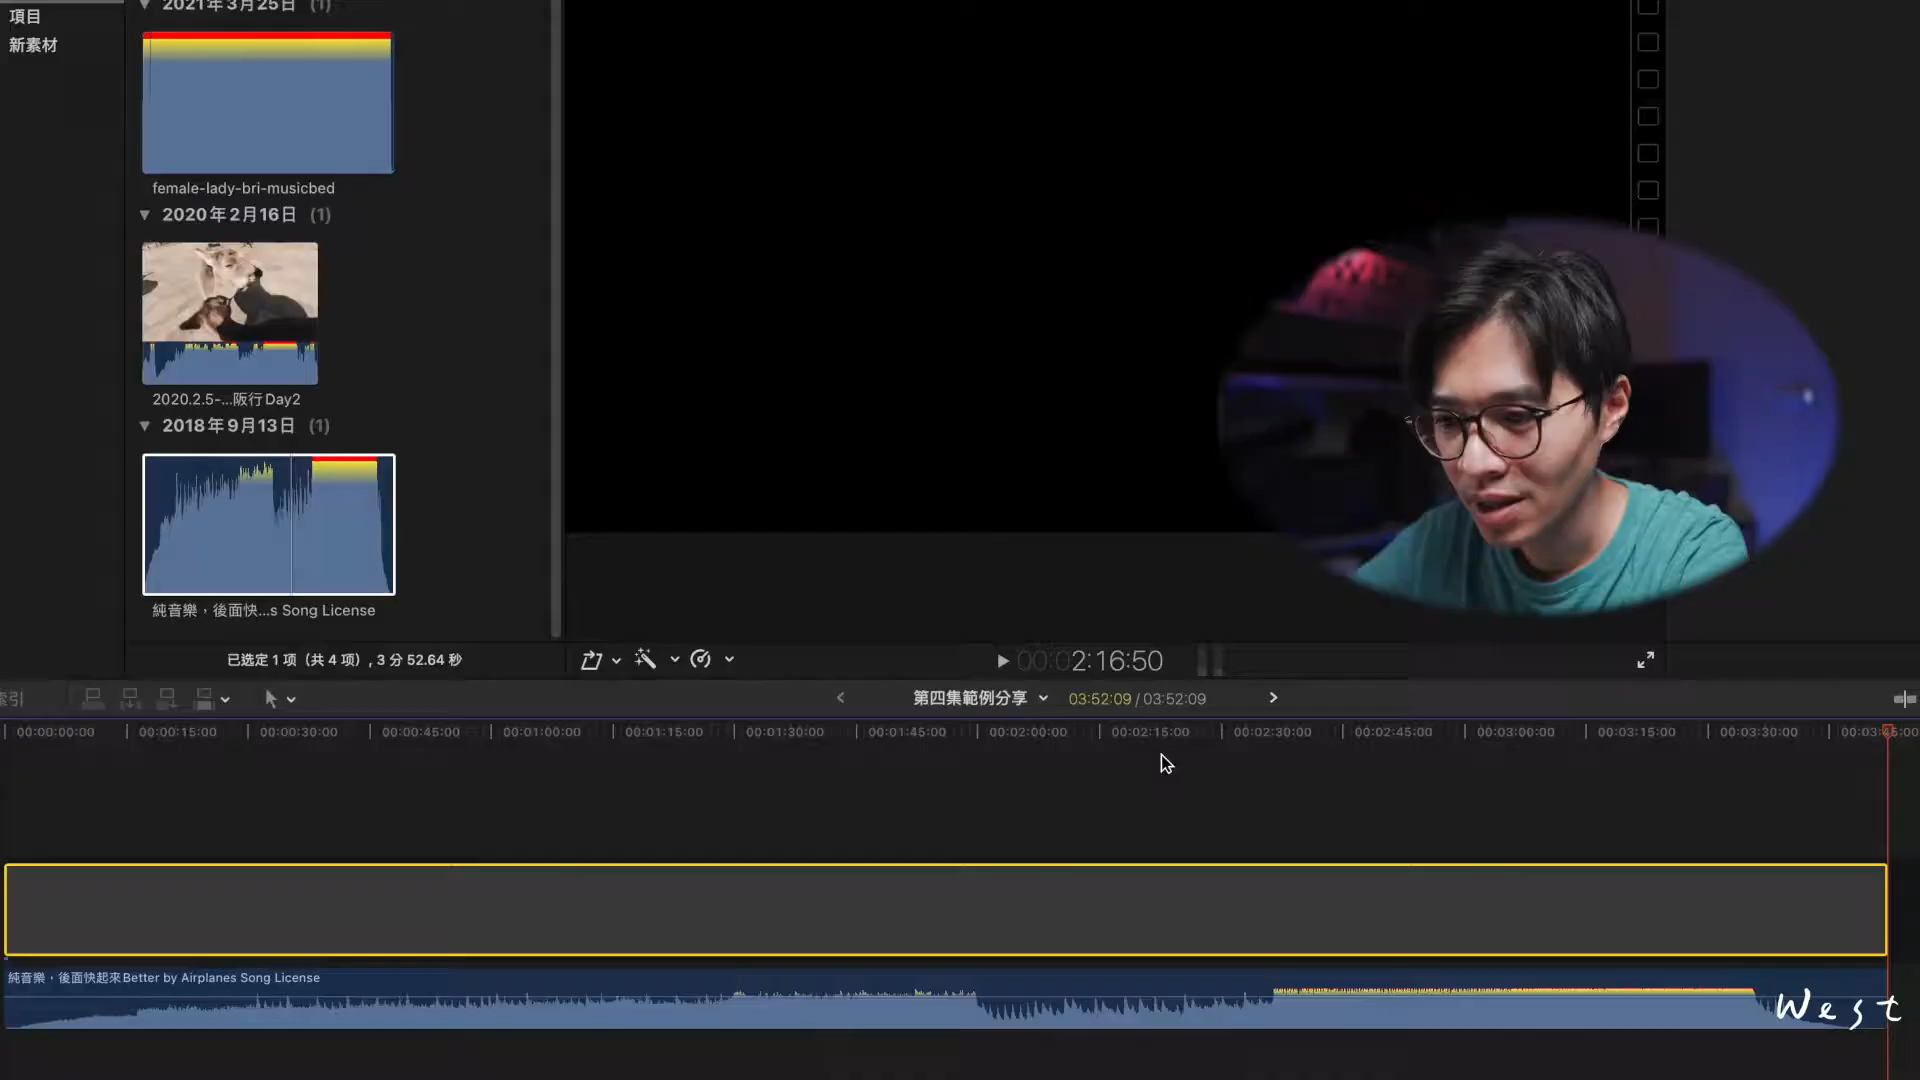 項目
新素材
2021年3月25日 (1)
female-lady-bri-musicbed
2020年2月16日 (1)
2020.2.5-...阪行Day2
2018年9月13日 (1)
純音樂，後面快...s Song License
已选定 1 项（共 4 项）, 3 分 52.64 秒
00:02:16:50
索引
第四集範例分享
03:52:09 / 03:52:09
00:00:00:00
00:00:15:00
00:00:30:00
00:00:45:00
00:01:00:00
00:01:15:00
00:01:30:00
00:01:45:00
00:02:00:00
00:02:15:00
00:02:30:00
00:02:45:00
00:03:00:00
00:03:15:00
00:03:30:00
00:03:45:00
純音樂，後面快起來Better by Airplanes Song License
West